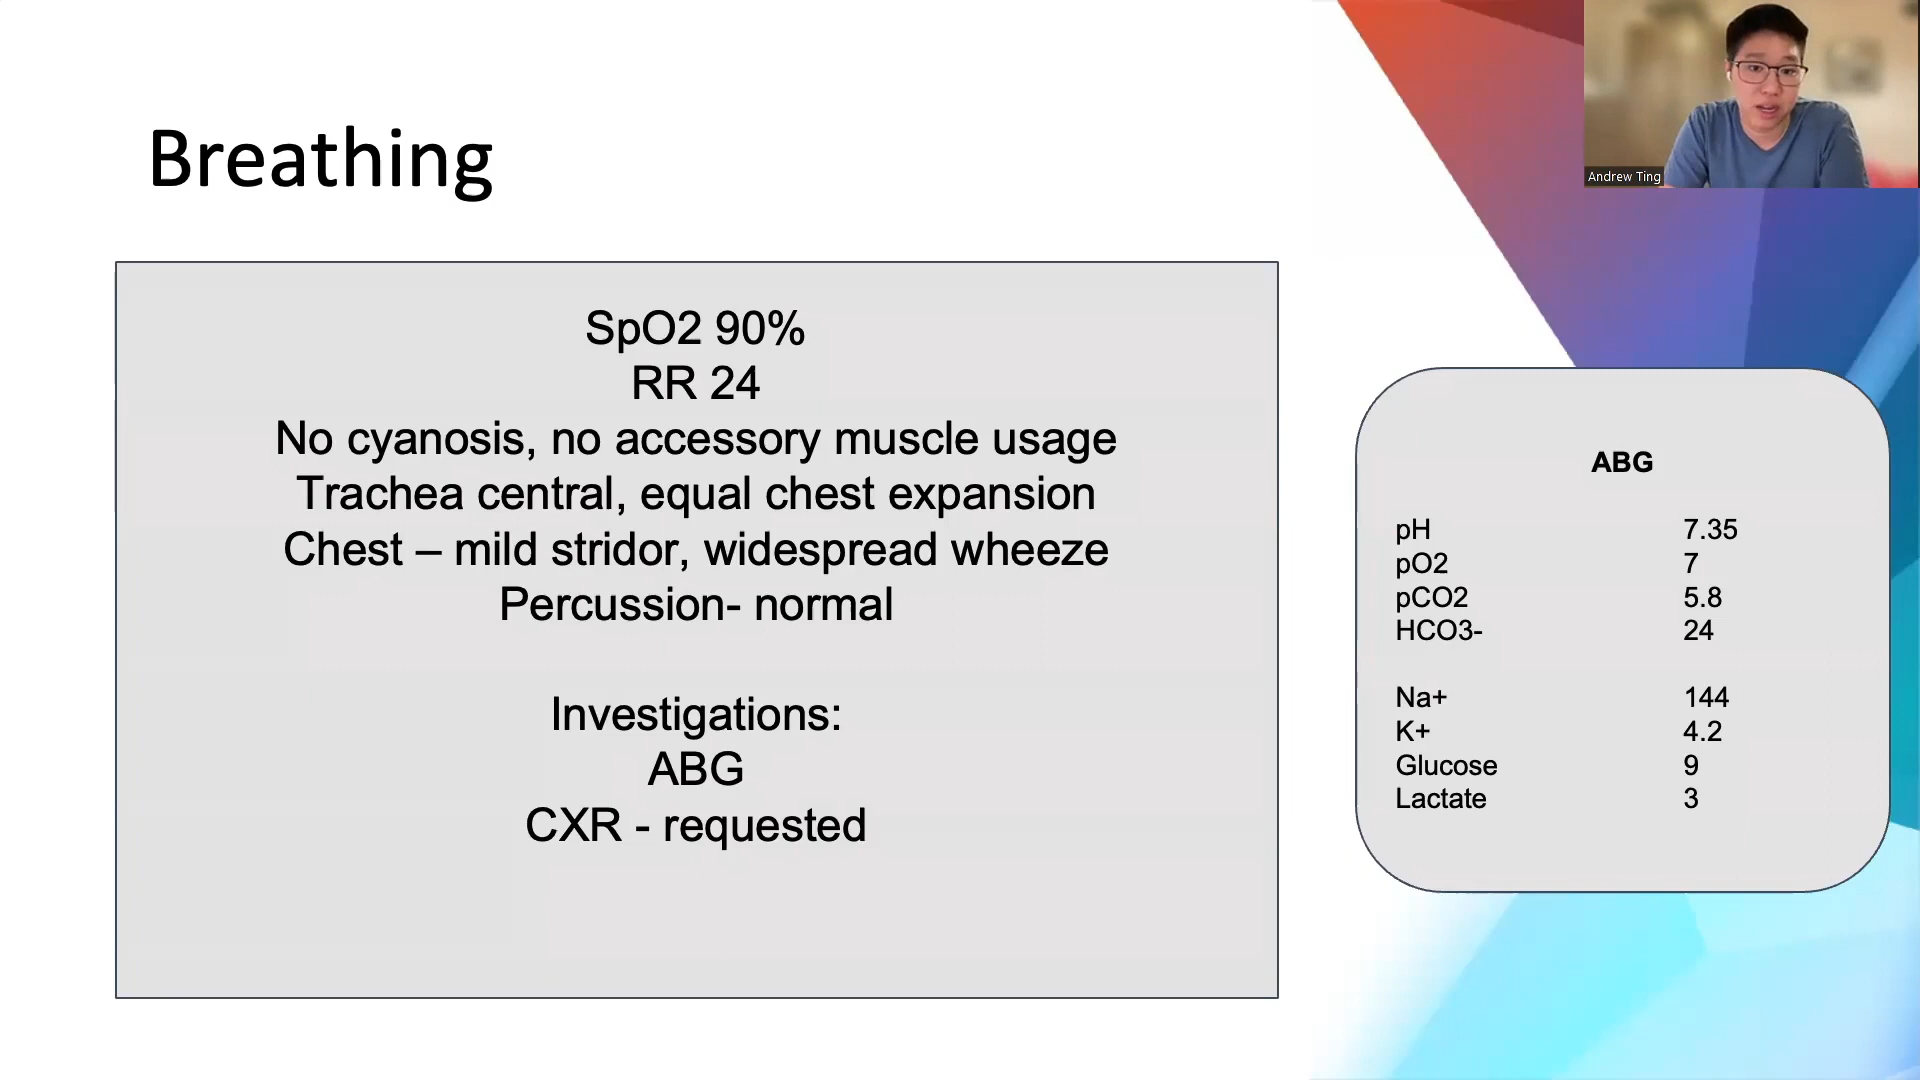 Breathing
SpO2 90%
RR 24
No cyanosis, no accessory muscle usage
Trachea central, equal chest expansion
Chest – mild stridor, widespread wheeze
Percussion- normal
Investigations:
ABG
CXR - requested
Andrew Ting
ABG
pH 7.35
pO2 7
pCO2 5.8
HCO3- 24
Na+ 144
K+ 4.2
Glucose 9
Lactate 3